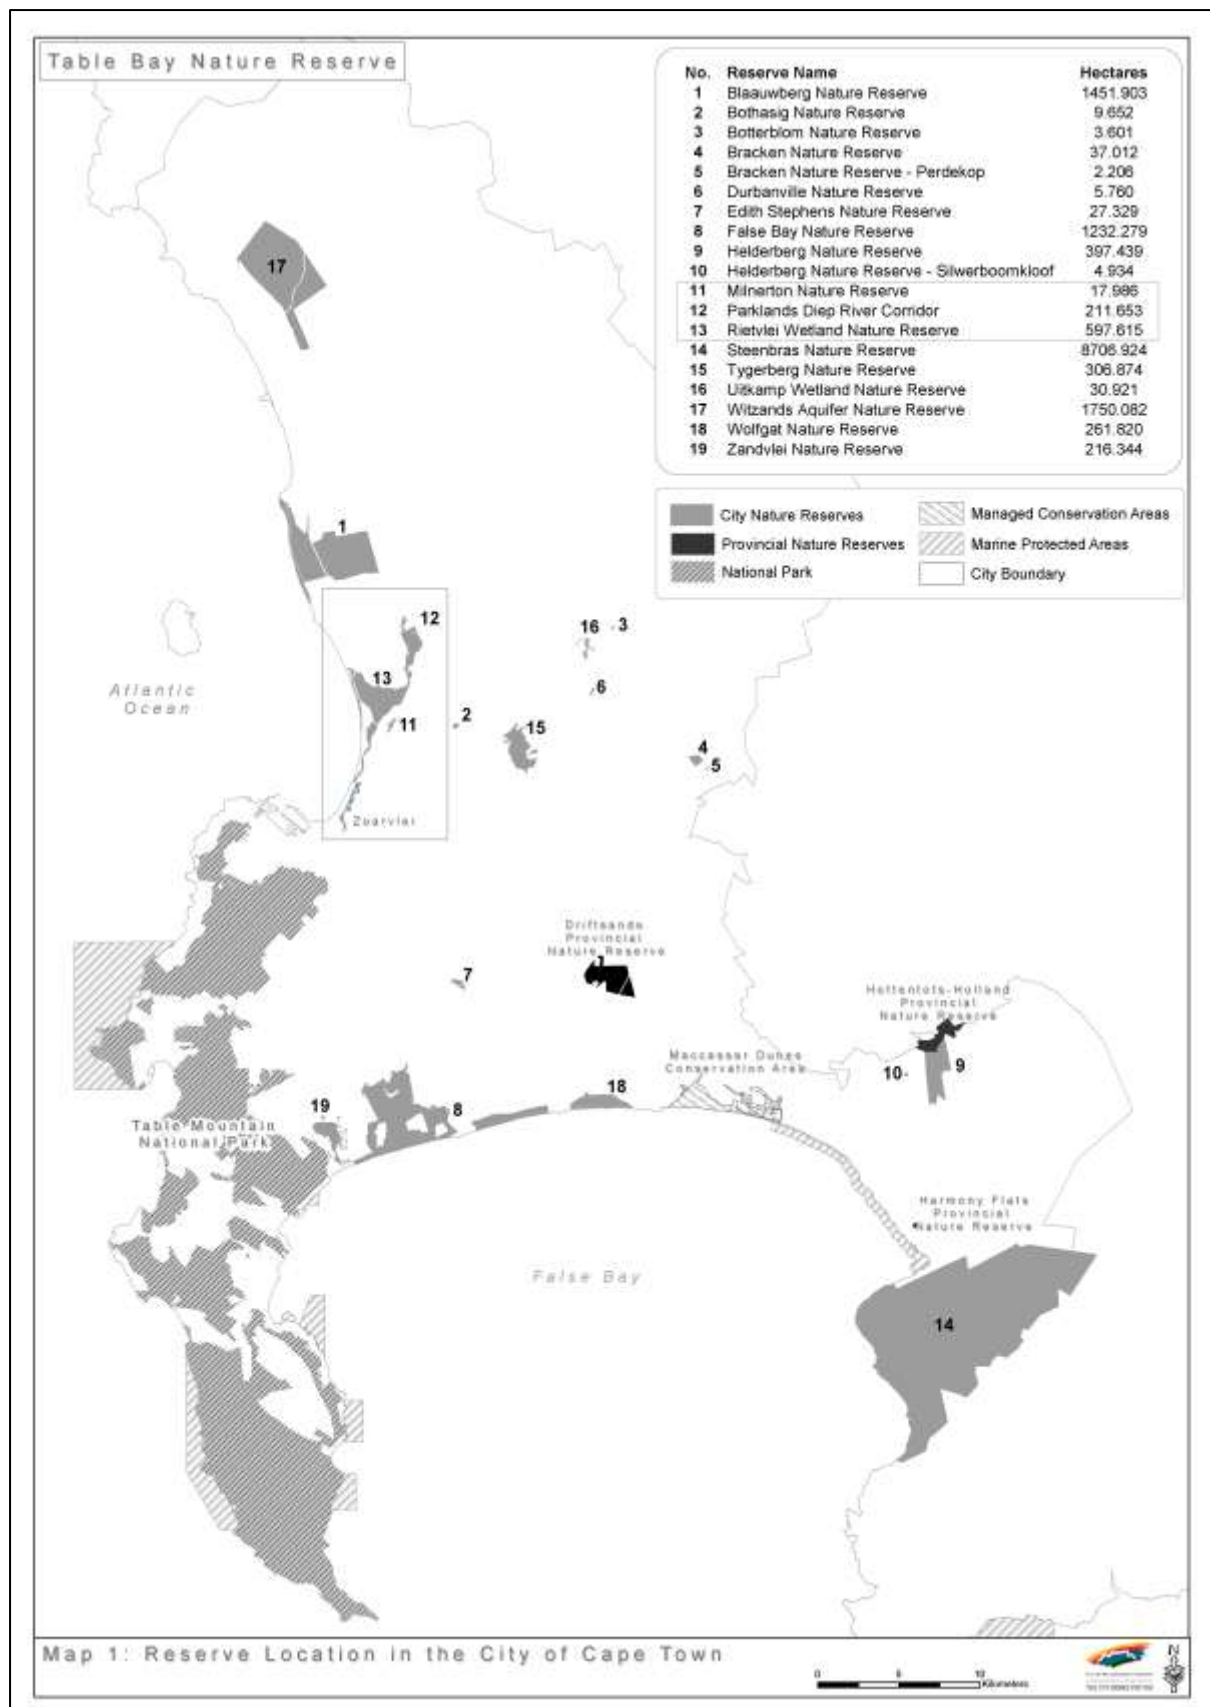 Table Bay Nature Reserve
No. Reserve Name Hectares
1 Blaauwberg Nature Reserve 1451.903
2 Bothasig Nature Reserve 9.652
3 Botterblom Nature Reserve 3.601
4 Bracken Nature Reserve 37.012
5 Bracken Nature Reserve - Perdekop 2.206
6 Durbanville Nature Reserve 5.760
7 Edith Stephens Nature Reserve 27.329
8 False Bay Nature Reserve 1232.279
9 Helderberg Nature Reserve 397.439
10 Helderberg Nature Reserve - Silwerboomkloof 4.934
11 Milnerton Nature Reserve 17.986
12 Parklands Diep River Corridor 211.653
13 Rietvlei Wetland Nature Reserve 597.615
14 Steenbras Nature Reserve 8706.924
15 Tygerberg Nature Reserve 306.874
16 Uitkamp Wetland Nature Reserve 30.921
17 Witzands Aquifer Nature Reserve 1750.082
18 Wolfgat Nature Reserve 261.820
19 Zandvlei Nature Reserve 216.344
City Nature Reserves
Managed Conservation Areas
Provincial Nature Reserves
Marine Protected Areas
National Park
City Boundary
17
1
12
16
3
13
6
Atlantic
Ocean
11
2
15
4
5
Zoarvlei
Driftsands
Provincial
Nature Reserve
7
Hottentots-Holland
Provincial
Nature Reserve
Maccassar Dunes
Conservation Area
10
9
18
19
8
Table Mountain
National Park
Harmony Flats
Provincial
Nature Reserve
False Bay
14
Map 1: Reserve Location in the City of Cape Town
0 5 10
Kilometers
N